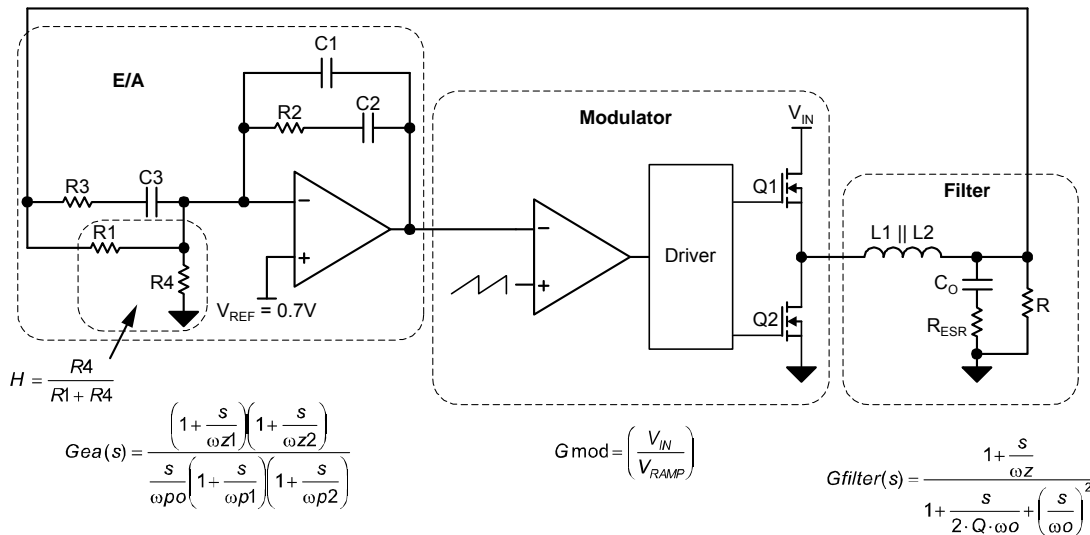 E/A
C1
R2
C2
R3
C3
R1
R4
−
+
V_REF = 0.7V
Modulator
−
+
Driver
V_IN
Q1
Q2
Filter
L1 || L2
C_O
R_ESR
R
H = R4 / (R1 + R4)
Gea(s) = ((1 + s/ωz1)(1 + s/ωz2)) / (s/ωpo (1 + s/ωp1)(1 + s/ωp2))
Gmod = (V_IN / V_RAMP)
Gfilter(s) = (1 + s/ωz) / (1 + s/(2·Q·ωo) + (s/ωo)²)